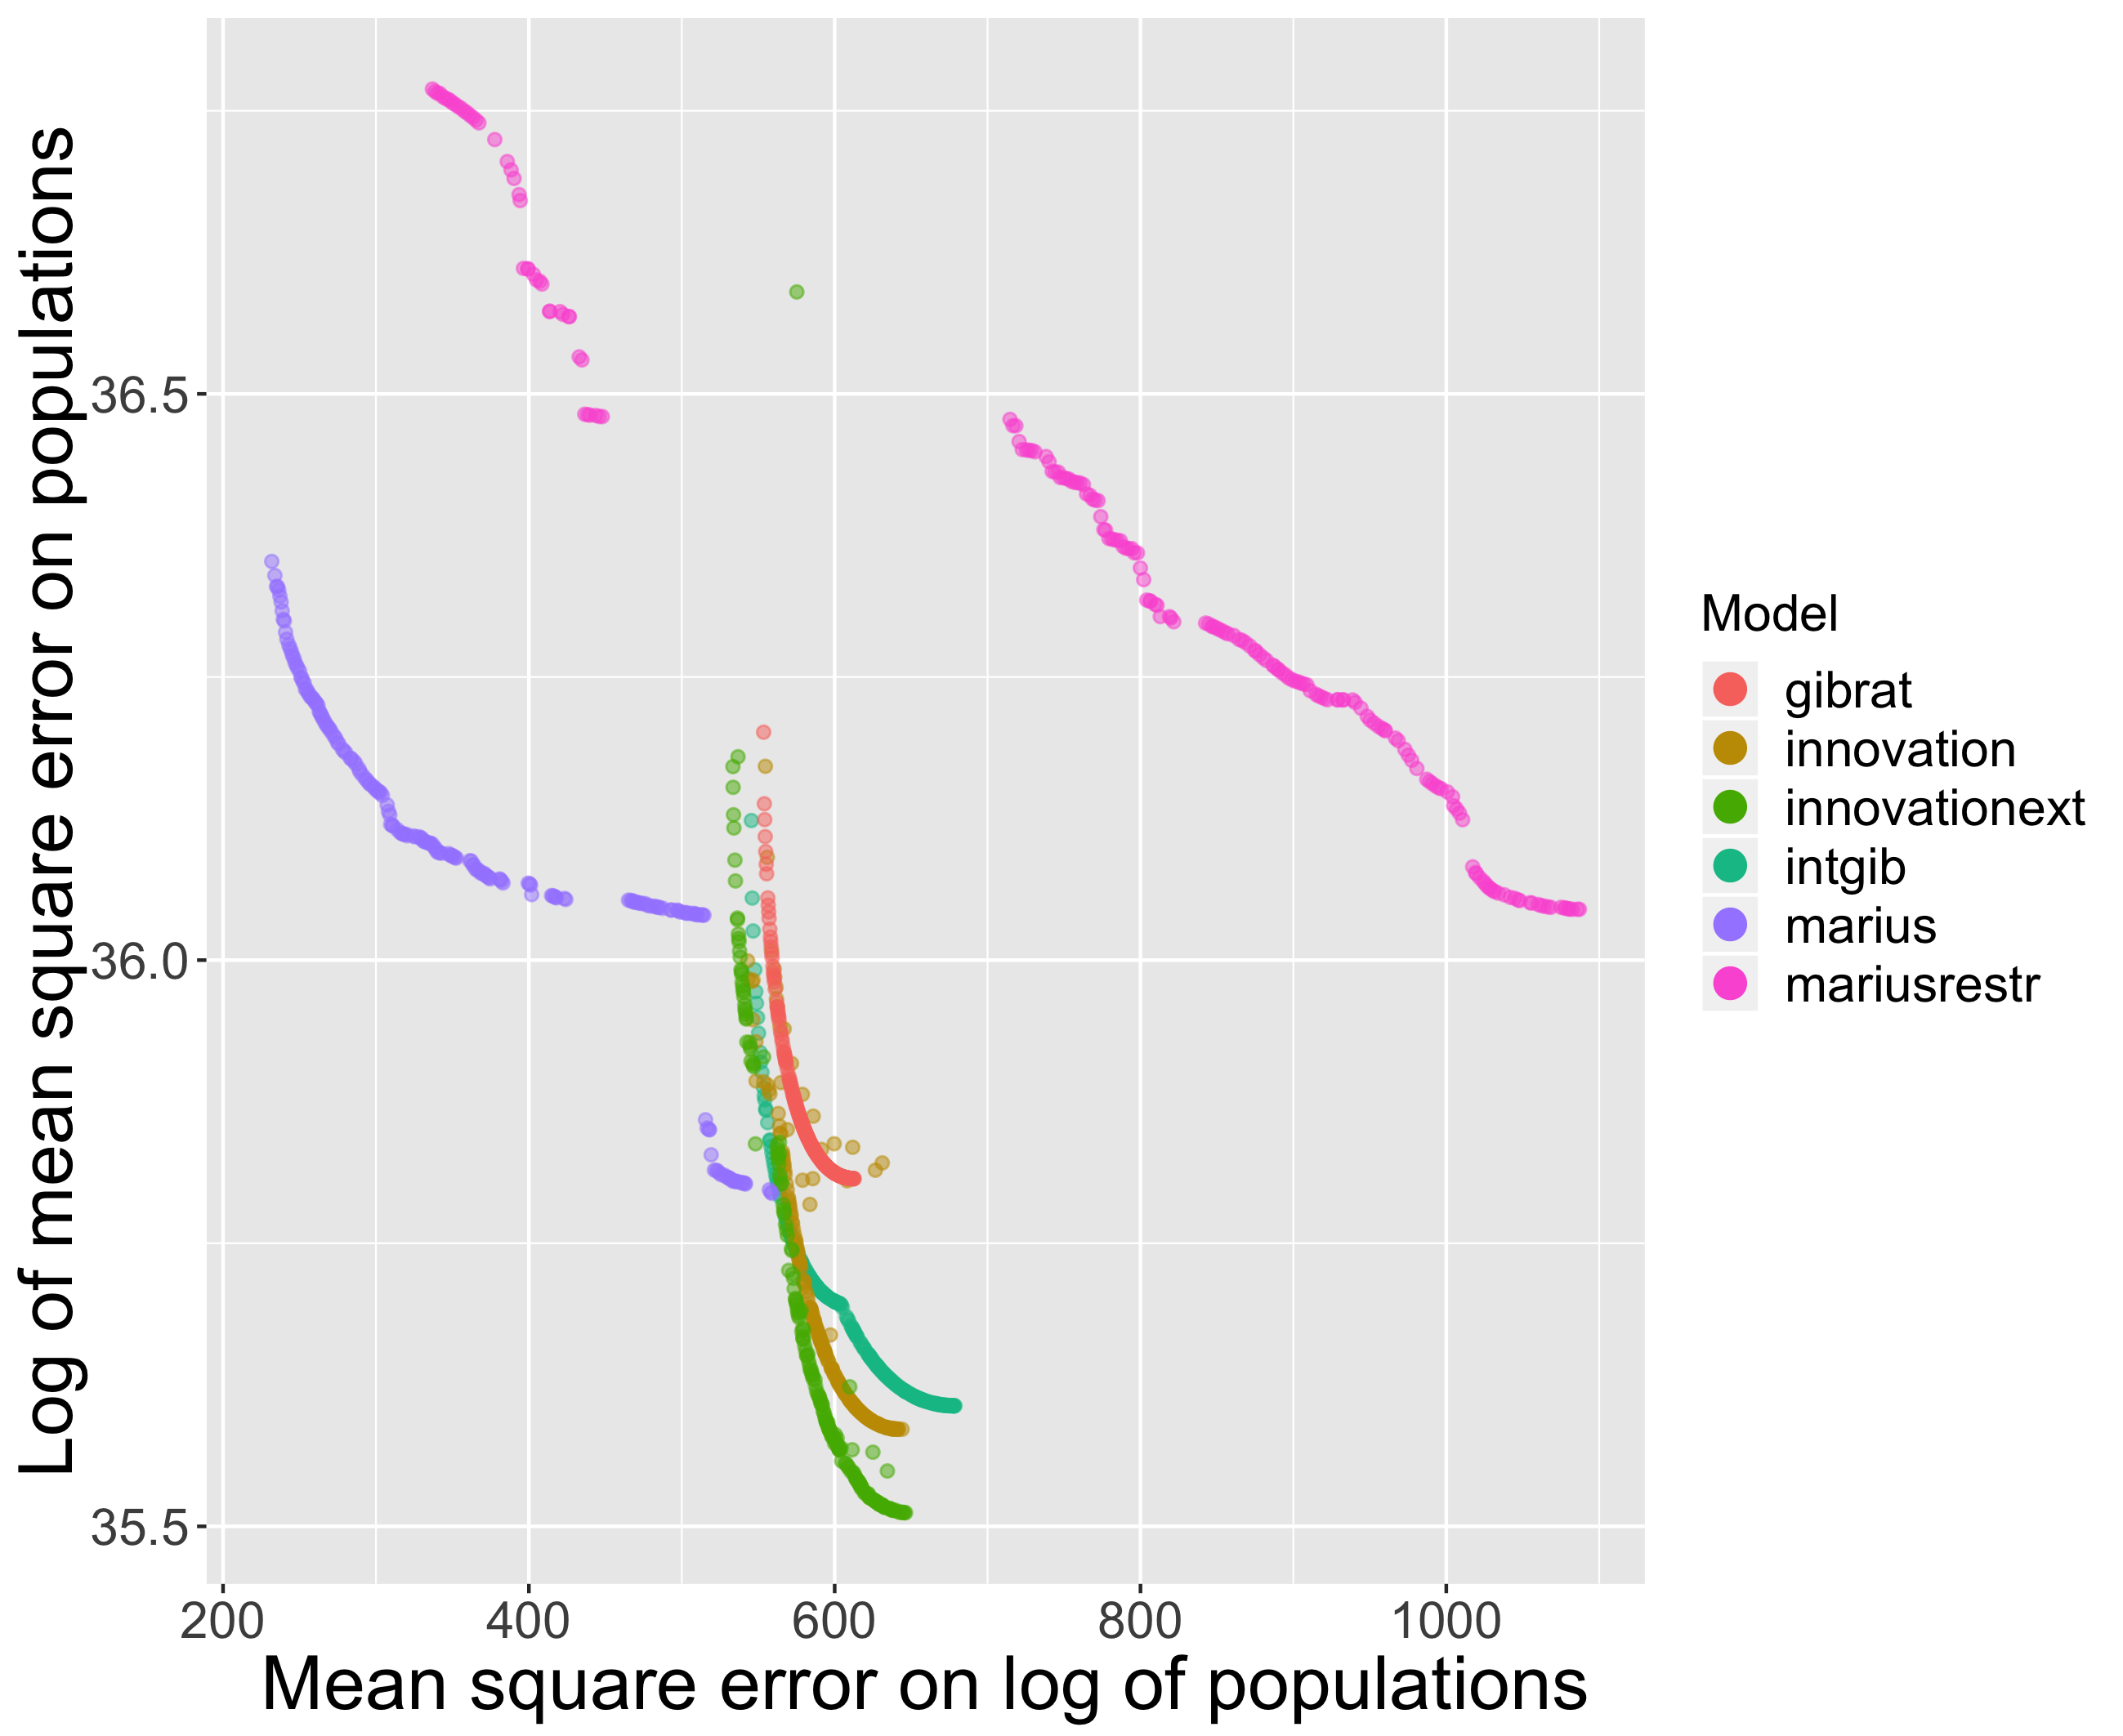 Log of mean square error on populations
36.5
36.0
35.5
200 400 600 800 1000
Mean square error on log of populations
Model
gibrat
innovation
innovationext
intgib
marius
mariusrestr